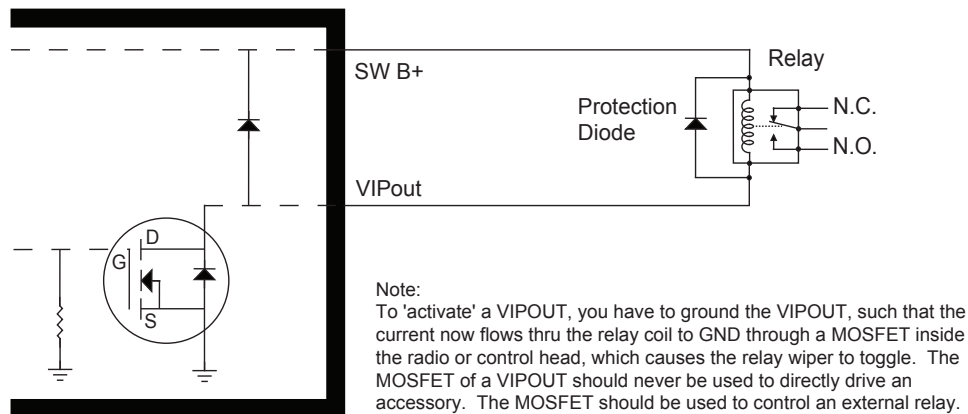 SW B+
Relay
Protection
Diode
N.C.
N.O.
VIPout
D
G
S
Note:
To 'activate' a VIPOUT, you have to ground the VIPOUT, such that the
current now flows thru the relay coil to GND through a MOSFET inside
the radio or control head, which causes the relay wiper to toggle. The
MOSFET of a VIPOUT should never be used to directly drive an
accessory. The MOSFET should be used to control an external relay.